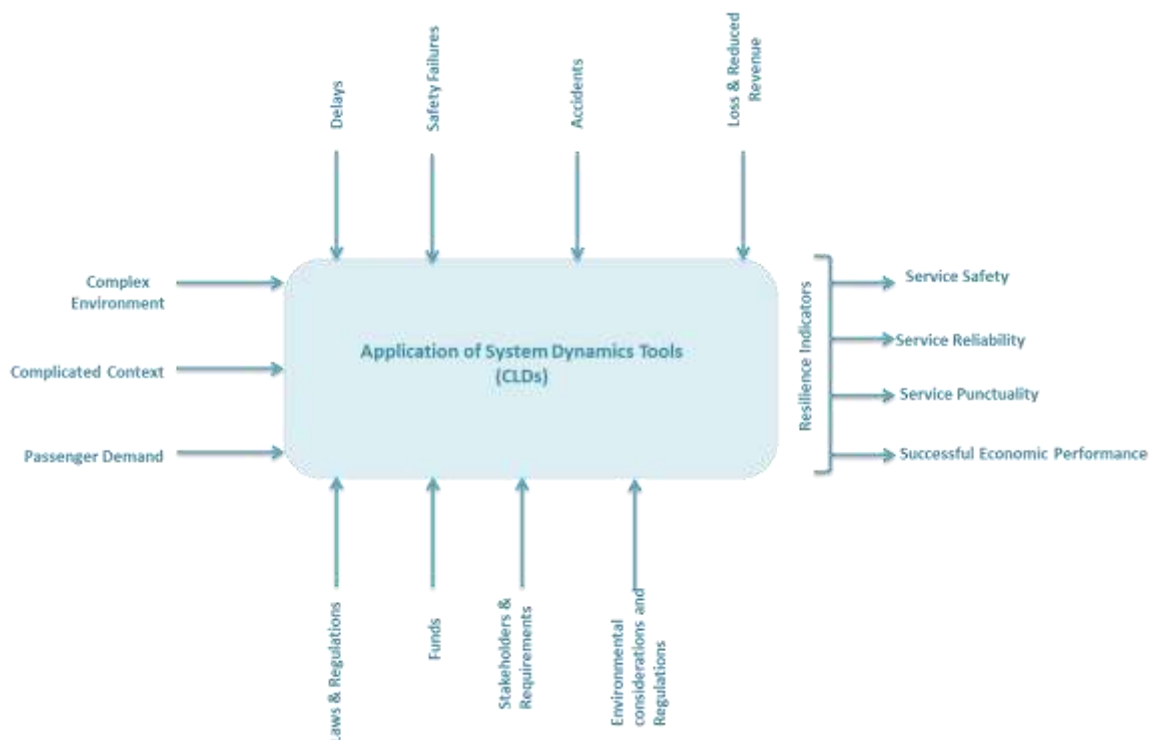 Delays
Safety Failures
Accidents
Loss & Reduced
Revenue
Complex
Environment
Complicated Context
Passenger Demand
Application of System Dynamics Tools
(CLDs)
Resilience Indicators
Service Safety
Service Reliability
Service Punctuality
Successful Economic Performance
Laws & Regulations
Funds
Stakeholders &
Requirements
Environmental
considerations and
Regulations